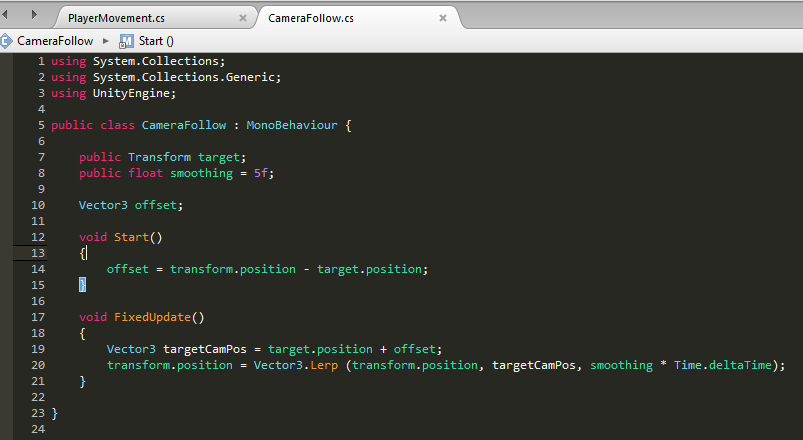 PlayerMovement.cs × CameraFollow.cs ×
CameraFollow ▸ Start ()
1 using System.Collections;
2 using System.Collections.Generic;
3 using UnityEngine;
4
5 public class CameraFollow : MonoBehaviour {
6
7     public Transform target;
8     public float smoothing = 5f;
9
10     Vector3 offset;
11
12     void Start()
13     {
14         offset = transform.position - target.position;
15     }
16
17     void FixedUpdate()
18     {
19         Vector3 targetCamPos = target.position + offset;
20         transform.position = Vector3.Lerp (transform.position, targetCamPos, smoothing * Time.deltaTime);
21     }
22
23 }
24